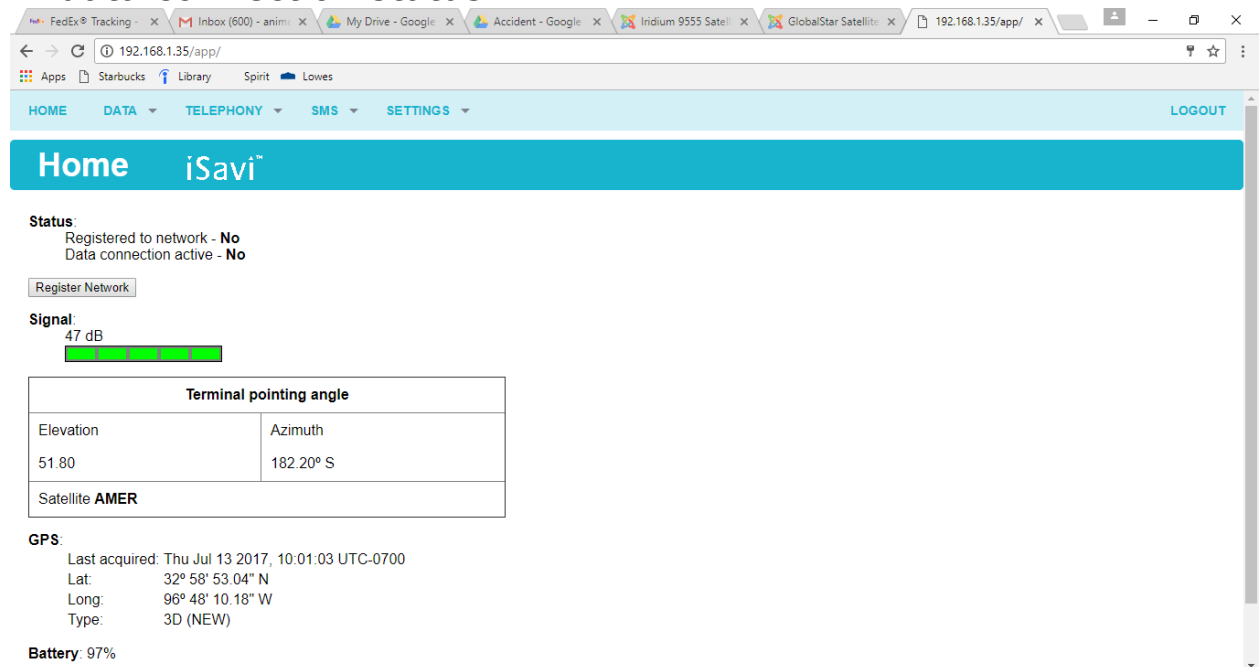 FedEx® Tracking -
Inbox (600) - anime
My Drive - Google
Accident - Google
Iridium 9555 Satell
GlobalStar Satellite
192.168.1.35/app/
192.168.1.35/app/
Apps Starbucks Library Spirit Lowes
HOME DATA TELEPHONY SMS SETTINGS LOGOUT
Home iSavi™
Status:
Registered to network - No
Data connection active - No
Register Network
Signal:
47 dB
Terminal pointing angle
Elevation Azimuth
51.80 182.20º S
Satellite AMER
GPS:
Last acquired: Thu Jul 13 2017, 10:01:03 UTC-0700
Lat: 32º 58' 53.04" N
Long: 96º 48' 10.18" W
Type: 3D (NEW)
Battery: 97%